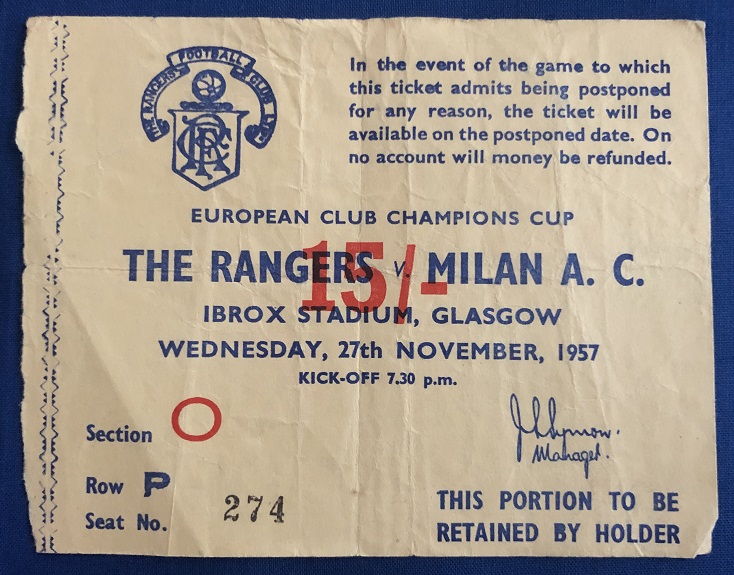 THE RANGERS FOOTBALL CLUB LTD.
In the event of the game to which
this ticket admits being postponed
for any reason, the ticket will be
available on the postponed date. On
no account will money be refunded.
EUROPEAN CLUB CHAMPIONS CUP
THE RANGERS v. MILAN A. C.
15/-
IBROX STADIUM, GLASGOW
WEDNESDAY, 27th NOVEMBER, 1957
KICK-OFF 7.30 p.m.
Section O
J. S. Symon.
Manager.
Row P
Seat No. 274
THIS PORTION TO BE
RETAINED BY HOLDER